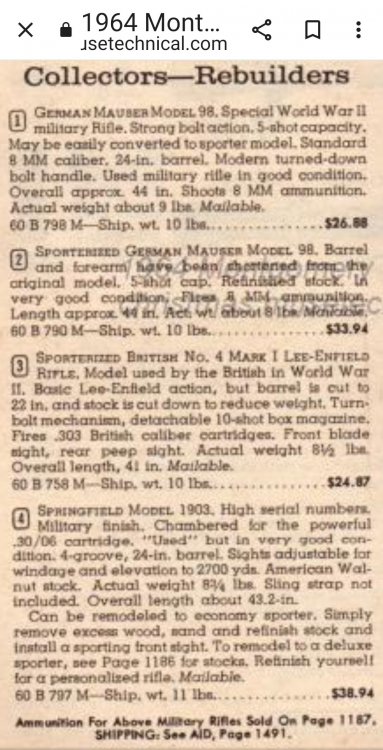 1964 Mont...
usetechnical.com
Collectors—Rebuilders
1 GERMAN MAUSER MODEL 98. Special World War II
military Rifle. Strong bolt action. 5-shot capacity.
May be easily converted to sporter model. Standard
8 MM caliber. 24-in. barrel. Modern turned-down
bolt handle. Used military rifle in good condition.
Overall approx. 44 in. Shoots 8 MM ammunition.
Actual weight about 9 lbs. Mailable.
60 B 798 M—Ship. wt. 10 lbs..................$26.88
2 SPORTERIZED GERMAN MAUSER MODEL 98. Barrel
and forearm have been shortened from the
original model. 5-shot cap. Refinished stock. In
very good condition. Fires 8 MM ammunition.
Length approx. 44 in. Act. wt. about 8 lbs. Mailable.
60 B 790 M—Ship. wt. 10 lbs..................$33.94
3 SPORTERIZED BRITISH NO. 4 MARK I LEE-ENFIELD
RIFLE. Model used by the British in World War
II. Basic Lee-Enfield action, but barrel is cut to
22 in. and stock is cut down to reduce weight. Turn-
bolt mechanism, detachable 10-shot box magazine.
Fires .303 British caliber cartridges. Front blade
sight, rear peep sight. Actual weight 8½ lbs.
Overall length, 41 in. Mailable.
60 B 758 M—Ship. wt. 10 lbs..................$24.87
4 SPRINGFIELD MODEL 1903. High serial numbers.
Military finish. Chambered for the powerful
.30/06 cartridge. "Used" but in very good con-
dition. 4-groove, 24-in. barrel. Sights adjustable for
windage and elevation to 2700 yds. American Wal-
nut stock. Actual weight 8¾ lbs. Sling strap not
included. Overall length about 43.2-in.
Can be remodeled to economy sporter. Simply
remove excess wood, sand and refinish stock and
install a sporting front sight. To remodel to a deluxe
sporter, see Page 1186 for stocks. Refinish yourself
for a personalized rifle. Mailable.
60 B 797 M—Ship. wt. 11 lbs..................$38.94
Ammunition For Above Military Rifles Sold On Page 1187.
SHIPPING: See AID, Page 1491.